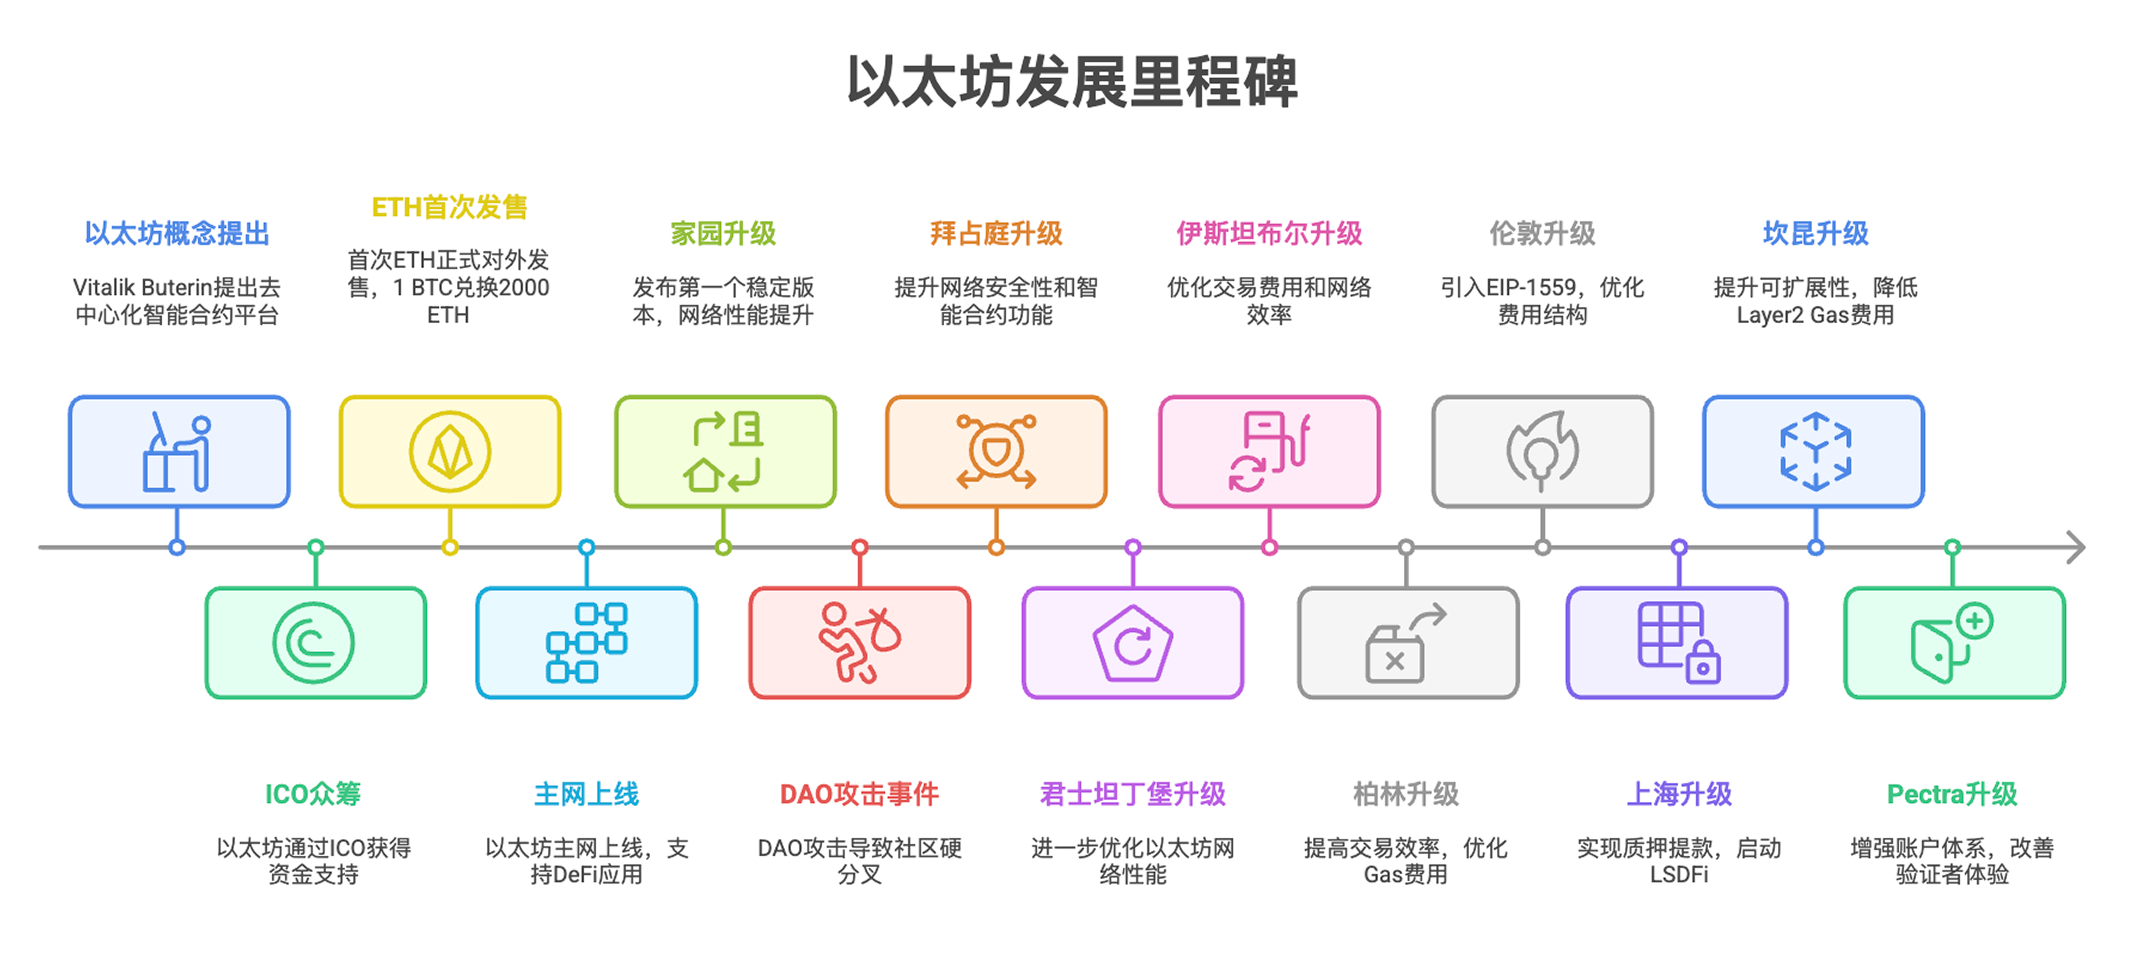 以太坊发展里程碑
以太坊概念提出
Vitalik Buterin提出去
中心化智能合约平台
ETH首次发售
首次ETH正式对外发
售，1 BTC兑换2000
ETH
家园升级
发布第一个稳定版
本，网络性能提升
拜占庭升级
提升网络安全性和智
能合约功能
伊斯坦布尔升级
优化交易费用和网络
效率
伦敦升级
引入EIP-1559，优化
费用结构
坎昆升级
提升可扩展性，降低
Layer2 Gas费用
ICO众筹
以太坊通过ICO获得
资金支持
主网上线
以太坊主网上线，支
持DeFi应用
DAO攻击事件
DAO攻击导致社区硬
分叉
君士坦丁堡升级
进一步优化以太坊网
络性能
柏林升级
提高交易效率，优化
Gas费用
上海升级
实现质押提款，启动
LSDFi
Pectra升级
增强账户体系，改善
验证者体验